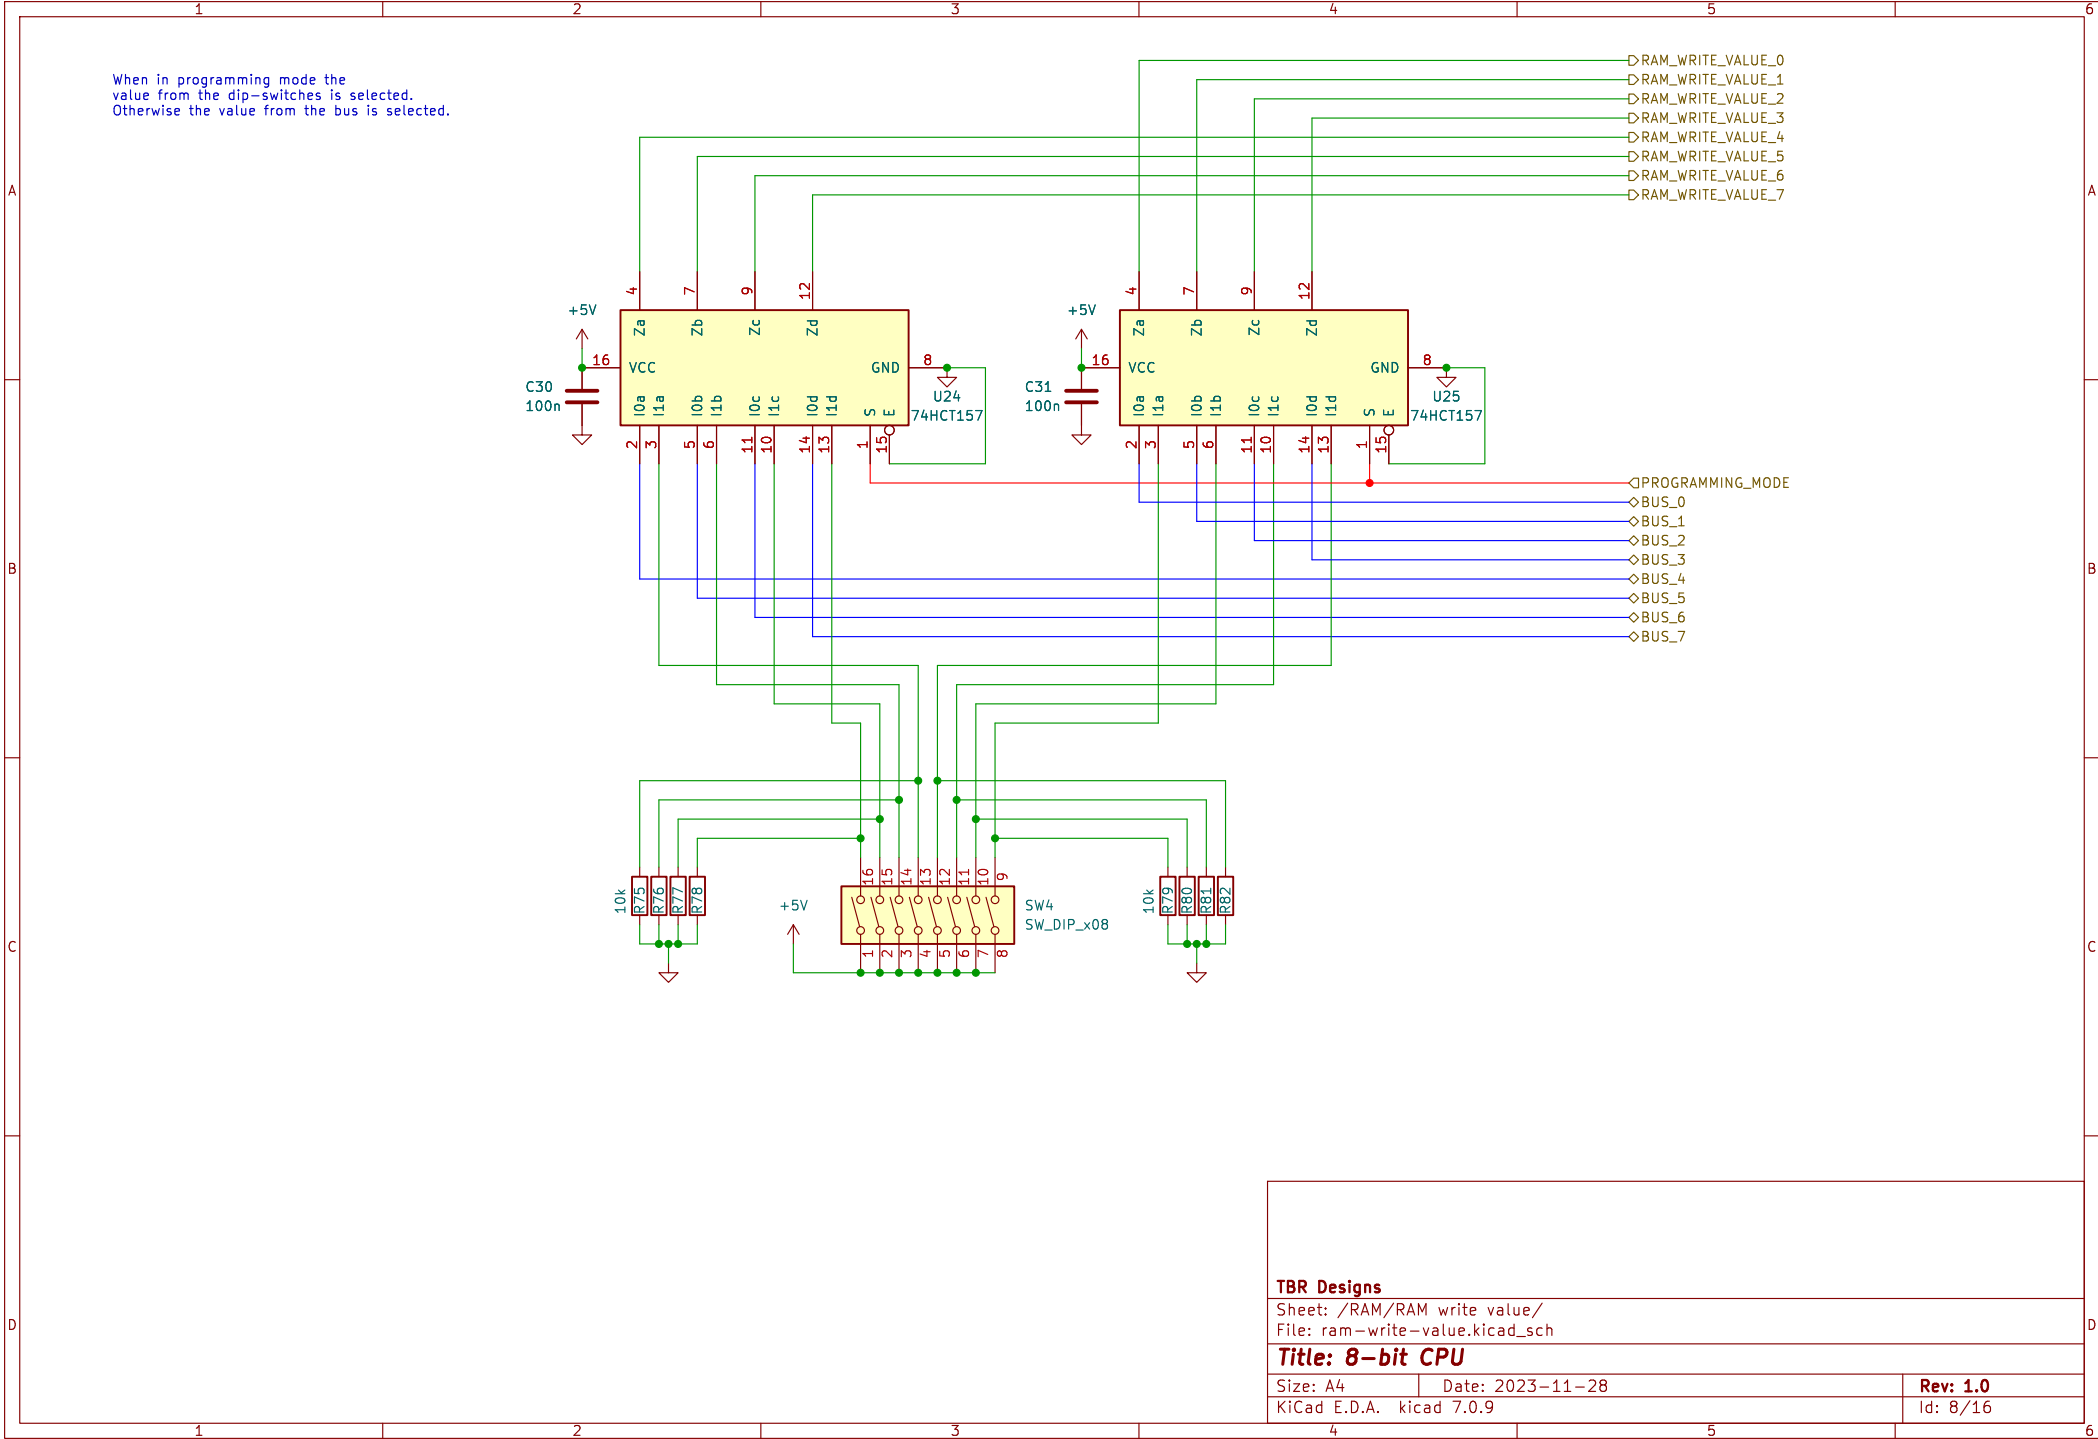 1 2 3 4 5 6
When in programming mode the
value from the dip-switches is selected.
Otherwise the value from the bus is selected.
RAM_WRITE_VALUE_0
RAM_WRITE_VALUE_1
RAM_WRITE_VALUE_2
RAM_WRITE_VALUE_3
RAM_WRITE_VALUE_4
RAM_WRITE_VALUE_5
RAM_WRITE_VALUE_6
RAM_WRITE_VALUE_7
A A
4 7 9 12
4 7 9 12
+5V
+5V
Za Zb Zc Zd
Za Zb Zc Zd
16 VCC GND 8
16 VCC GND 8
C30
100n
U24
74HCT157
C31
100n
U25
74HCT157
I0a I1a I0b I1b I0c I1c I0d I1d S E
I0a I1a I0b I1b I0c I1c I0d I1d S E
2 3 5 6 11 10 14 13 1 15
2 3 5 6 11 10 14 13 1 15
PROGRAMMING_MODE
BUS_0
BUS_1
BUS_2
BUS_3
BUS_4
BUS_5
BUS_6
BUS_7
B B
16 15 14 13 12 11 10 9
10k R75 R76 R77 R78
+5V
SW4
SW_DIP_x08
10k R79 R80 R81 R82
1 2 3 4 5 6 7 8
C C
TBR Designs
Sheet: /RAM/RAM write value/
File: ram-write-value.kicad_sch
D D
Title: 8-bit CPU
Size: A4 Date: 2023-11-28 Rev: 1.0
KiCad E.D.A. kicad 7.0.9 Id: 8/16
1 2 3 4 5 6